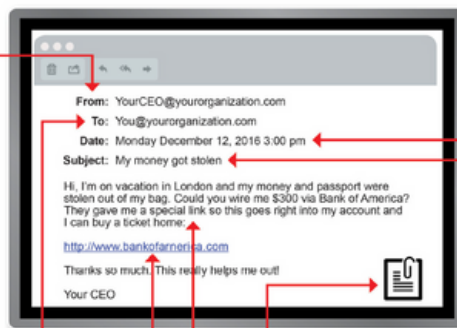 From: YourCEO@yourorganization.com
To: You@yourorganization.com
Date: Monday December 12, 2016 3:00 pm
Subject: My money got stolen
Hi, I'm on vacation in London and my money and passport were
stolen out of my bag. Could you wire me $300 via Bank of America?
They gave me a special link so this goes right into my account and
I can buy a ticket home:
http://www.bankofarnerica.com
Thanks so much. This really helps me out!
Your CEO